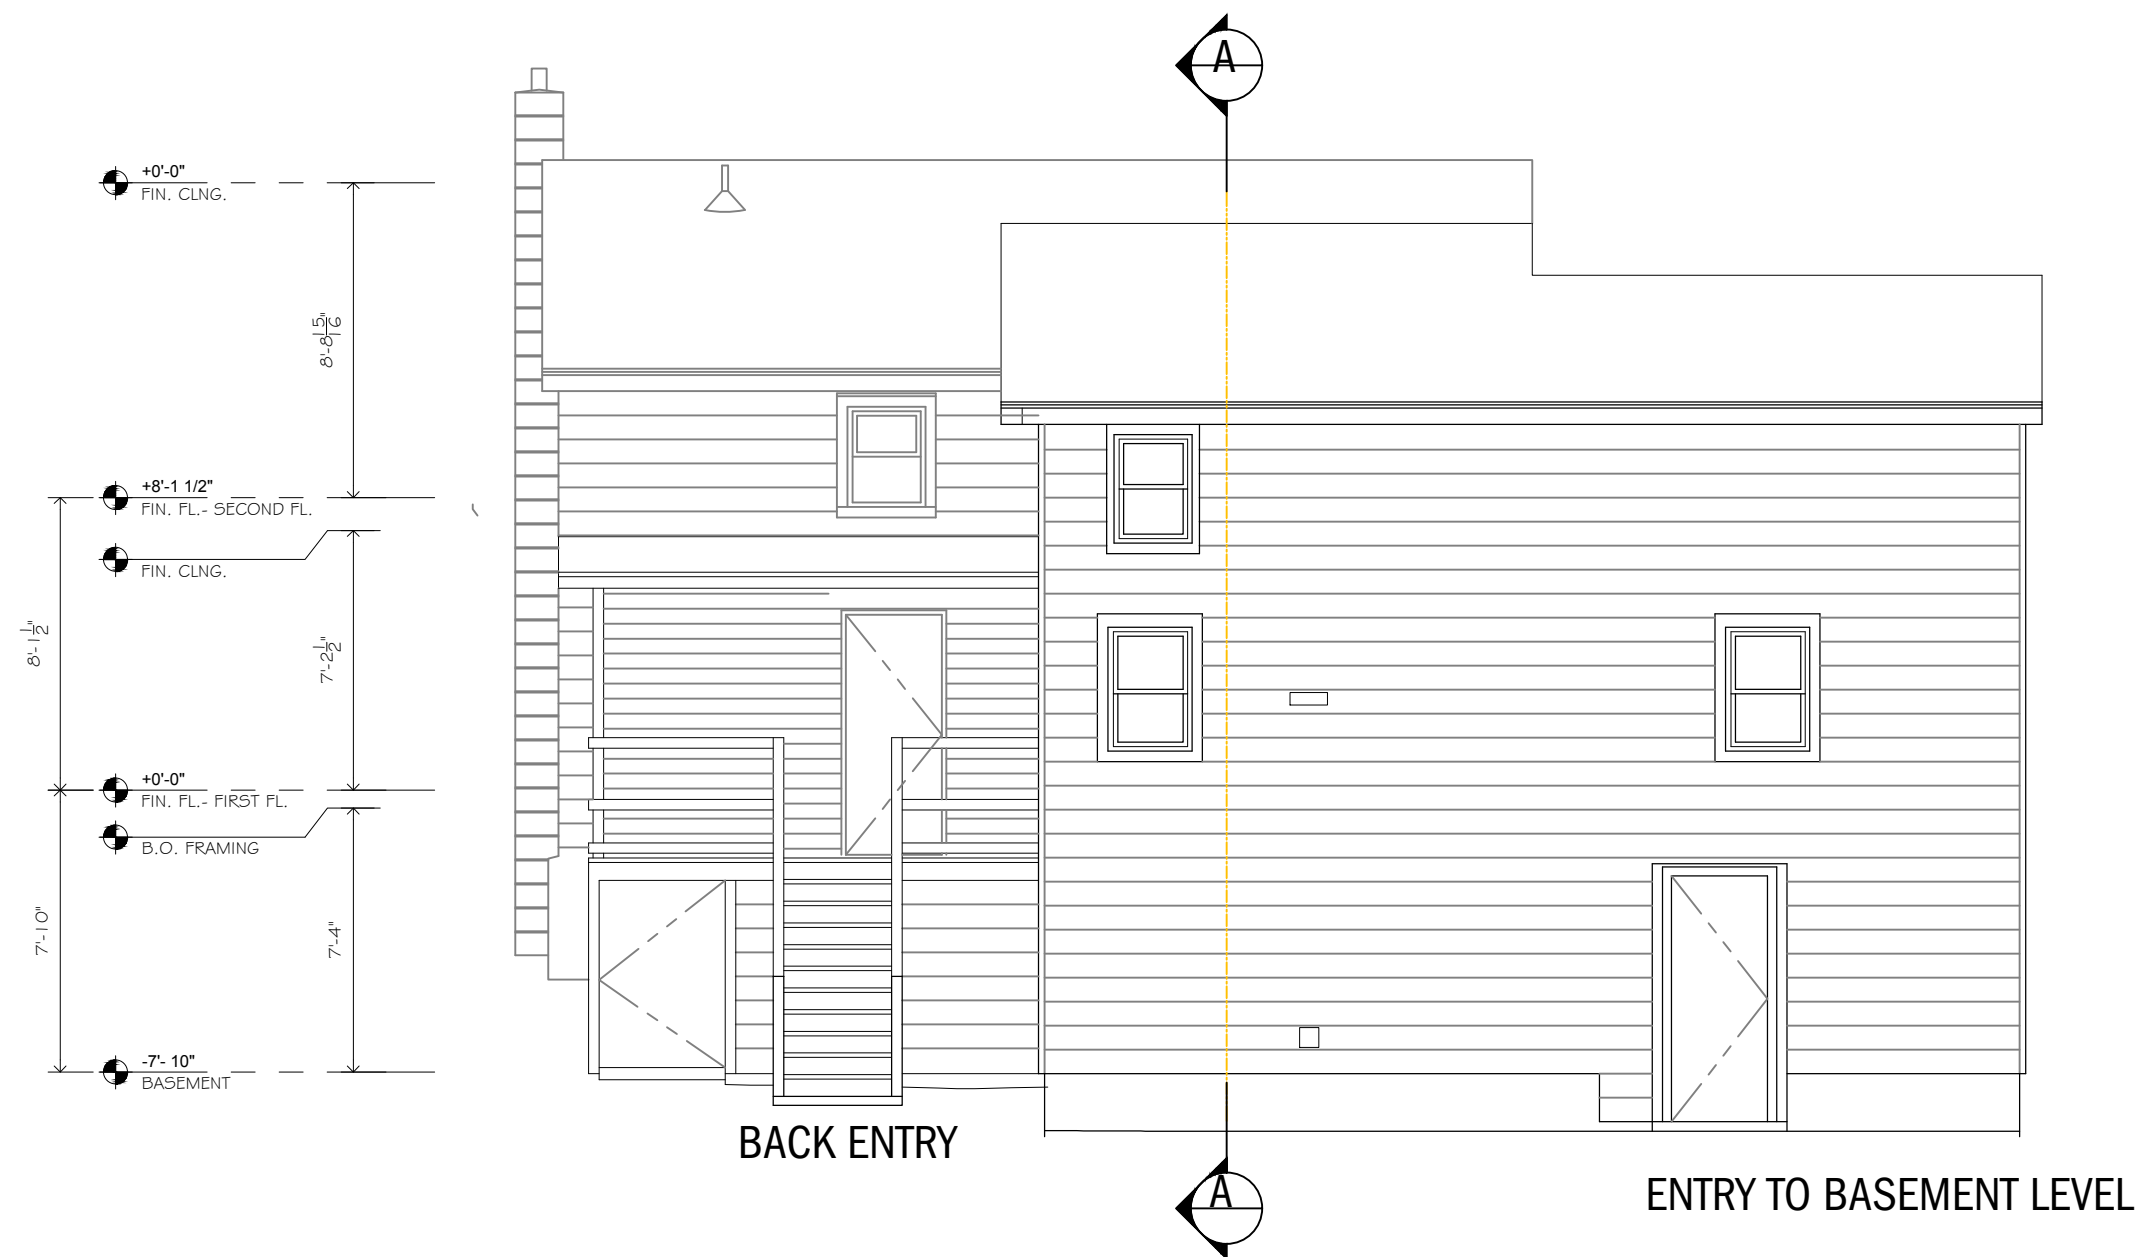 A
+0'-0"
FIN. CLNG.
8'-8 15/16"
+8'-1 1/2"
FIN. FL.- SECOND FL.
FIN. CLNG.
8'-1 1/2"
7'-2 1/2"
+0'-0"
FIN. FL.- FIRST FL.
B.O. FRAMING
7'-10"
7'-4"
-7'- 10"
BASEMENT
BACK ENTRY
A
ENTRY TO BASEMENT LEVEL